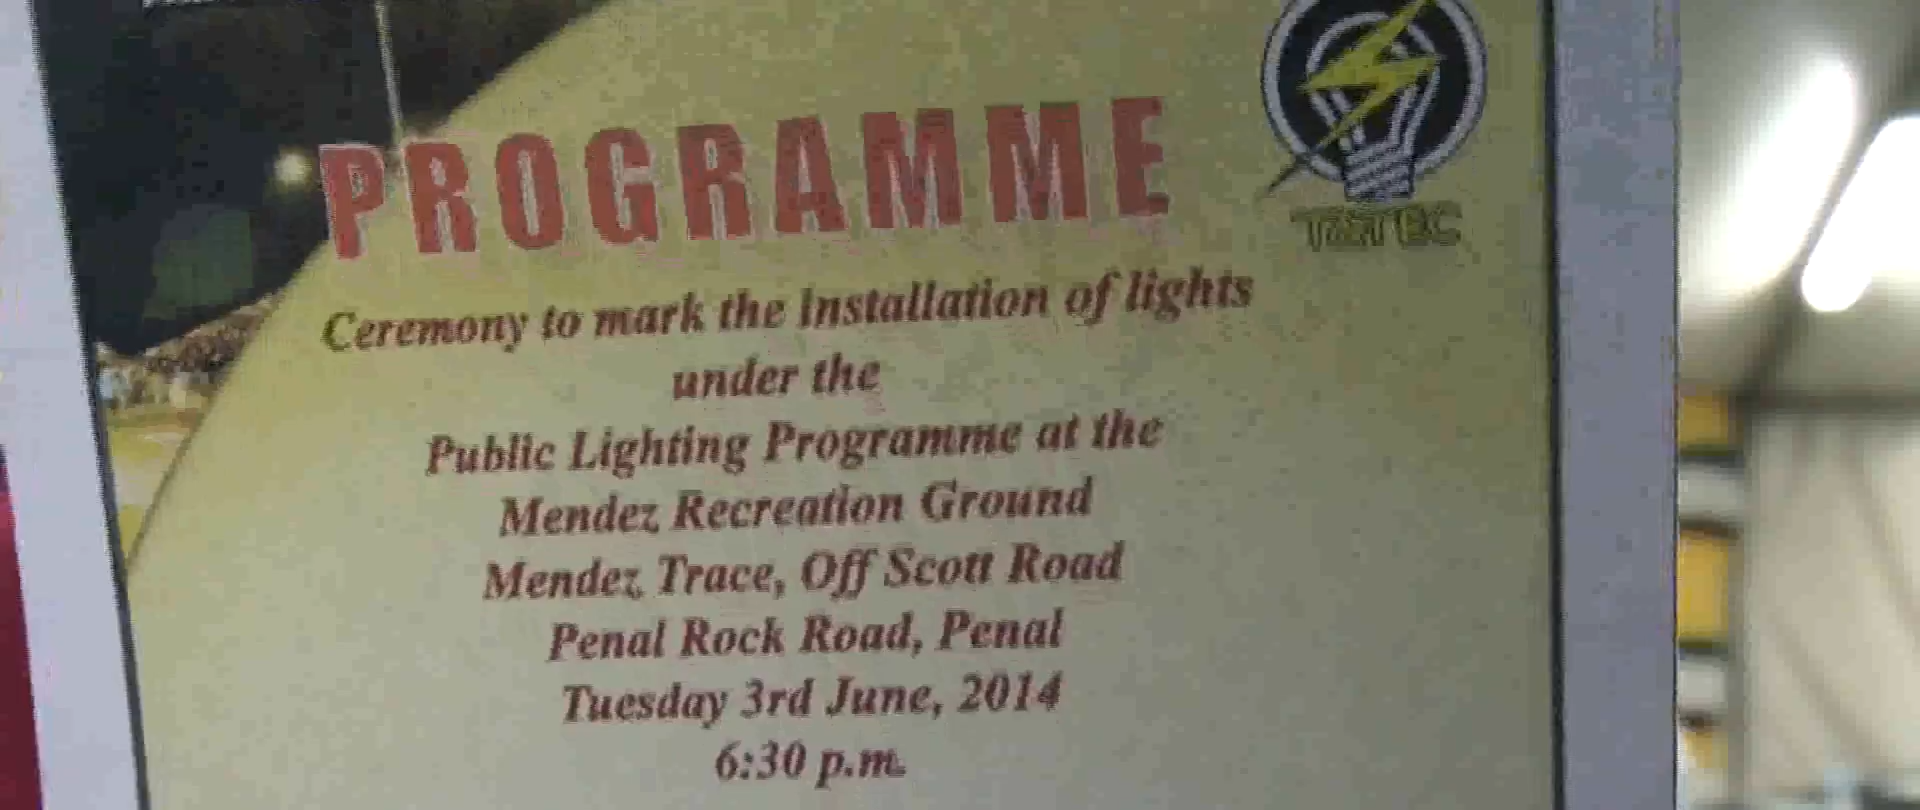 PROGRAMME
T&TEC
Ceremony to mark the installation of lights
under the
Public Lighting Programme at the
Mendez Recreation Ground
Mendez Trace, Off Scott Road
Penal Rock Road, Penal
Tuesday 3rd June, 2014
6:30 p.m.